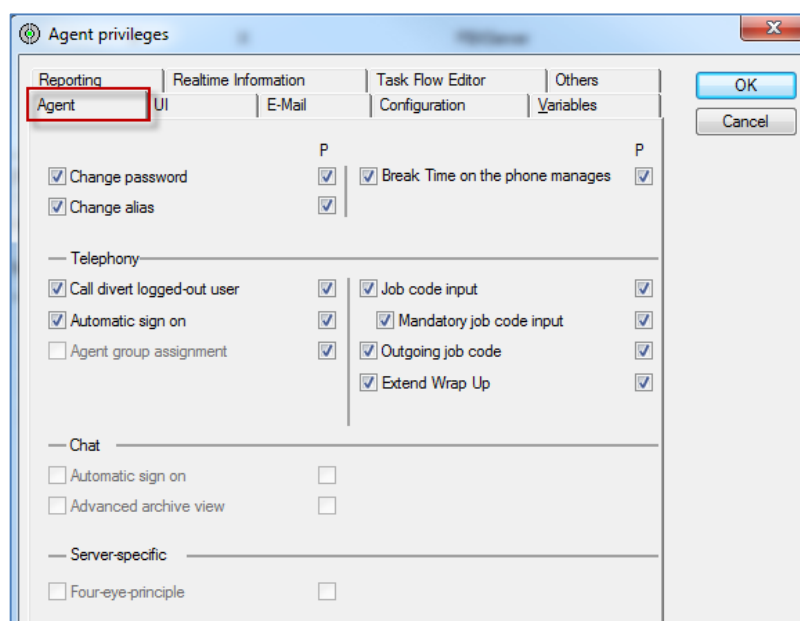 Agent privileges
Reporting Realtime Information Task Flow Editor Others
Agent UI E-Mail Configuration Variables
OK
Cancel
P P
Change password Break Time on the phone manages
Change alias
Telephony
Call divert logged-out user Job code input
Automatic sign on Mandatory job code input
Agent group assignment Outgoing job code
Extend Wrap Up
Chat
Automatic sign on
Advanced archive view
Server-specific
Four-eye-principle